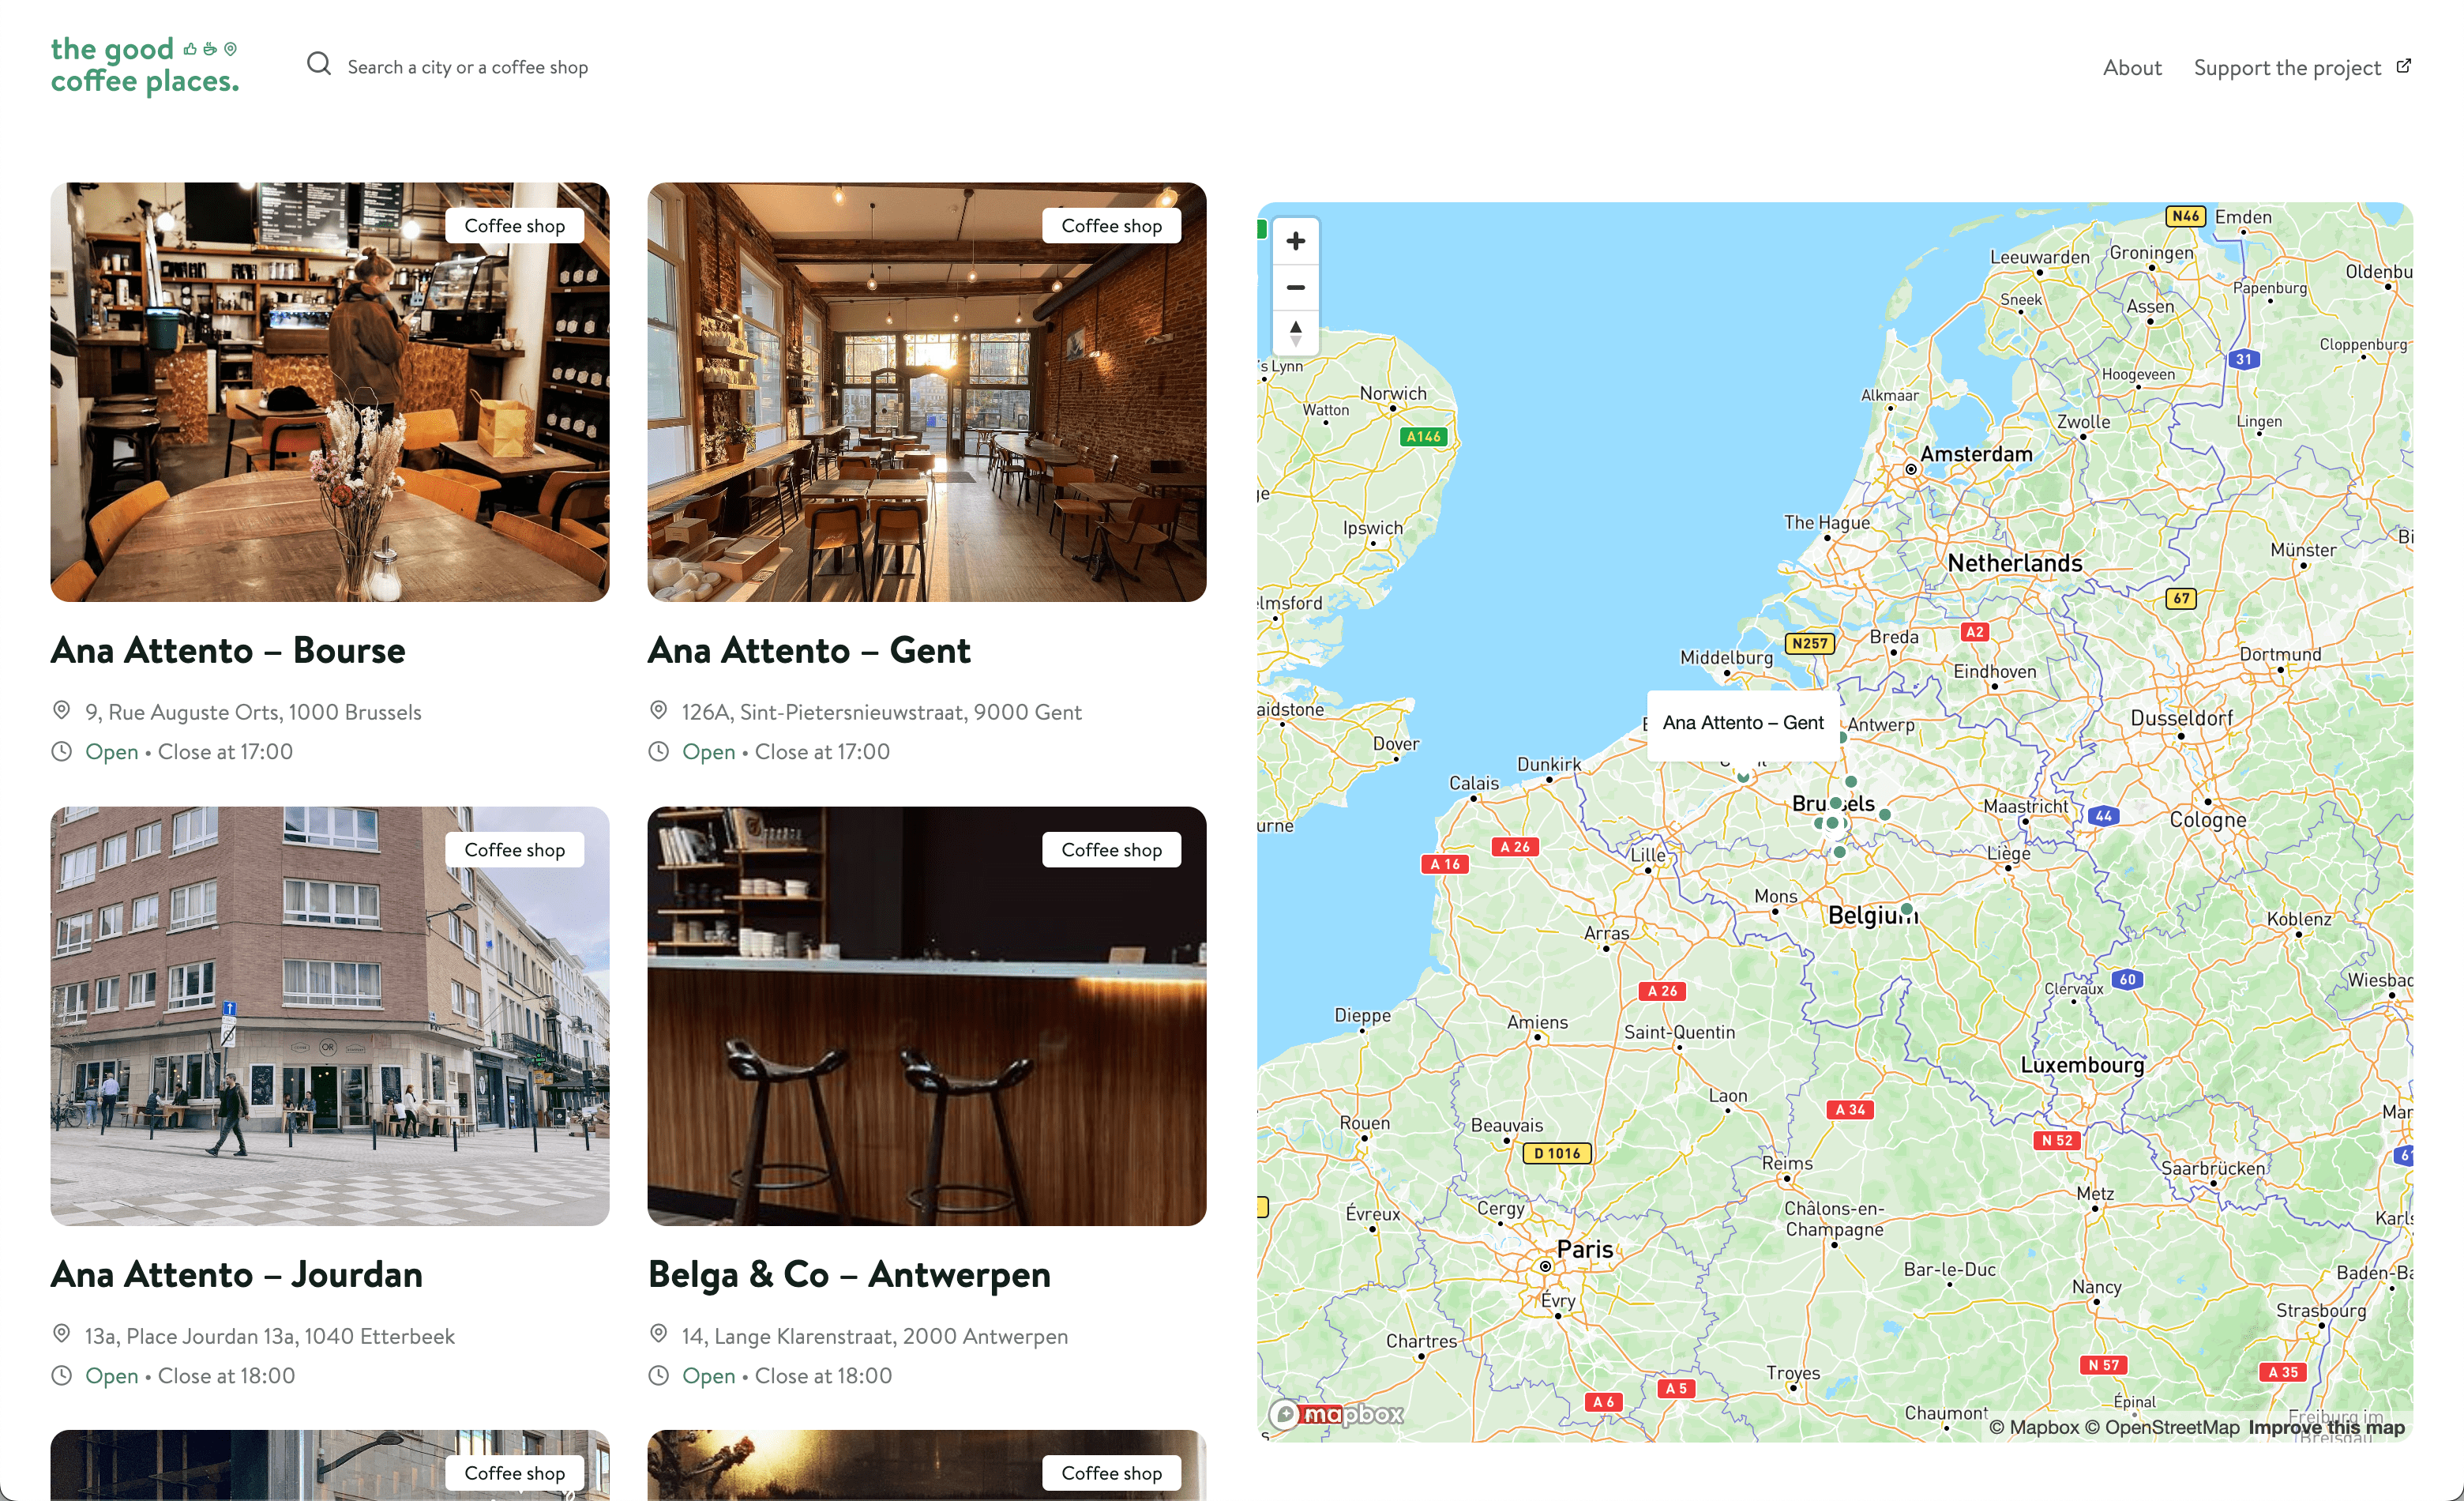 the good
coffee places.
Search a city or a coffee shop
About
Support the project
Coffee shop
Ana Attento – Bourse
9, Rue Auguste Orts, 1000 Brussels
Open • Close at 17:00
Coffee shop
Ana Attento – Gent
126A, Sint-Pietersnieuwstraat, 9000 Gent
Open • Close at 17:00
Coffee shop
OR
Ana Attento – Jourdan
13a, Place Jourdan 13a, 1040 Etterbeek
Open • Close at 18:00
Coffee shop
Belga & Co – Antwerpen
14, Lange Klarenstraat, 2000 Antwerpen
Open • Close at 18:00
Coffee shop
Coffee shop
N46
Emden
Leeuwarden
Groningen
Oldenbu
Sneek
Papenburg
Assen
Cloppenburg
31
s Lynn
Norwich
Hoogeveen
Watton
Alkmaar
Zwolle
Lingen
A146
Amsterdam
ge
The Hague
Ipswich
Münster
Bi
Netherlands
lmsford
67
A2
Breda
N257
Middelburg
Dortmund
Eindhoven
aidstone
Ana Attento – Gent
Antwerp
Dusseldorf
Dover
Dunkirk
Calais
Brussels
Maastricht
44
Cologne
urne
A 26
A 16
Lille
Liège
Mons
Belgium
Koblenz
Arras
60
Wiesbad
A 26
Clervaux
Dieppe
Amiens
Saint-Quentin
Luxembourg
Laon
A 34
Mar
Rouen
Beauvais
N 52
D 1016
61
Reims
Saarbrücken
Metz
Évreux
Cergy
Châlons-en-
Champagne
Karls
Paris
Bar-le-Duc
Baden-Ba
Nancy
Évry
Strasbourg
Chartres
N 57
A 35
Troyes
A 5
A 6
Épinal
Chaumont
mapbox
Freiburg im
Breisgau
© Mapbox © OpenStreetMap Improve this map